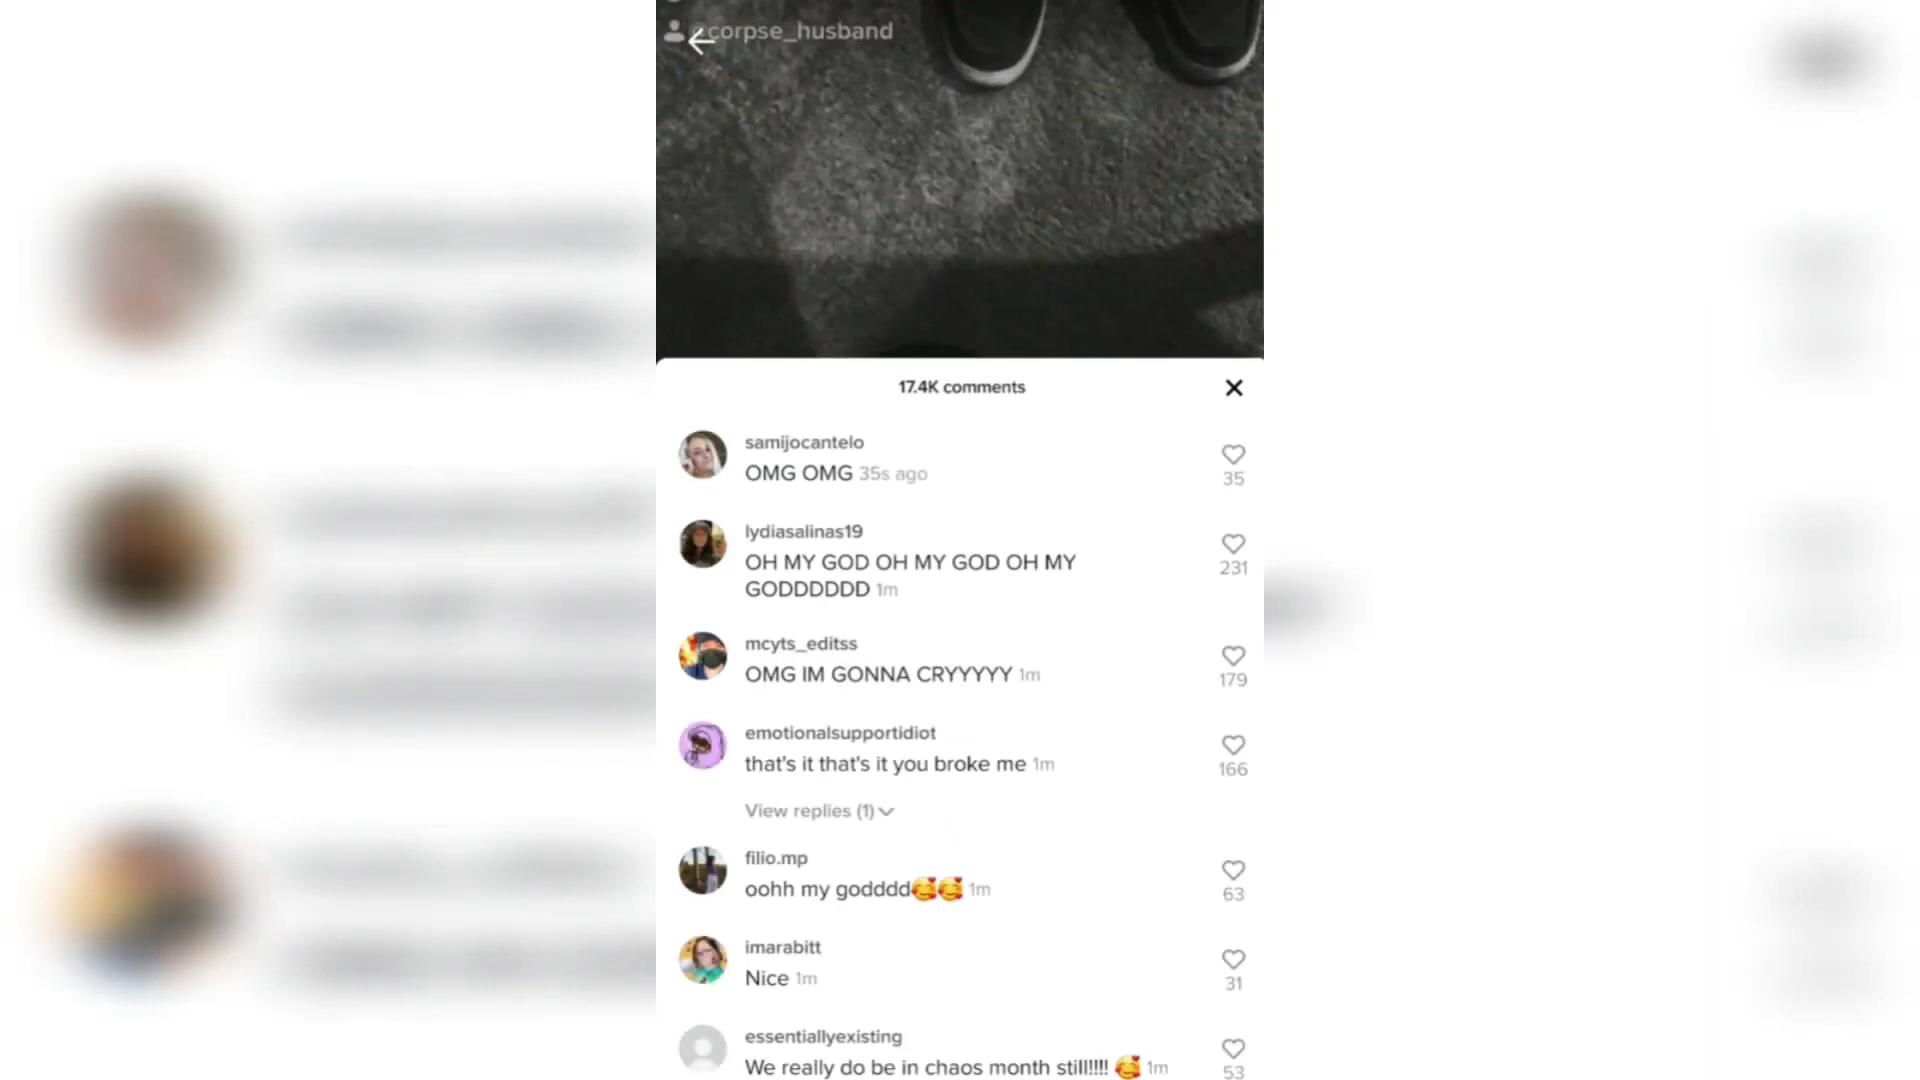 @corpse_husband
17.4K comments
samijocantelo
OMG OMG 35s ago
35
lydiasalinas19
OH MY GOD OH MY GOD OH MY
GODDDDDD 1m
231
mcyts_editss
OMG IM GONNA CRYYYYY 1m
179
emotionalsupportidiot
that's it that's it you broke me 1m
166
View replies (1)
filio.mp
oohh my godddd🥰🥰 1m
63
imarabitt
Nice 1m
31
essentiallyexisting
We really do be in chaos month still!!!! 🥰 1m
53